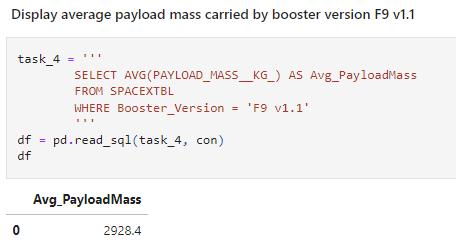 Display average payload mass carried by booster version F9 v1.1
task_4 = '''
SELECT AVG(PAYLOAD_MASS__KG_) AS Avg_PayloadMass
FROM SPACEXTBL
WHERE Booster_Version = 'F9 v1.1'
'''
df = pd.read_sql(task_4, con)
df
Avg_PayloadMass
0 2928.4